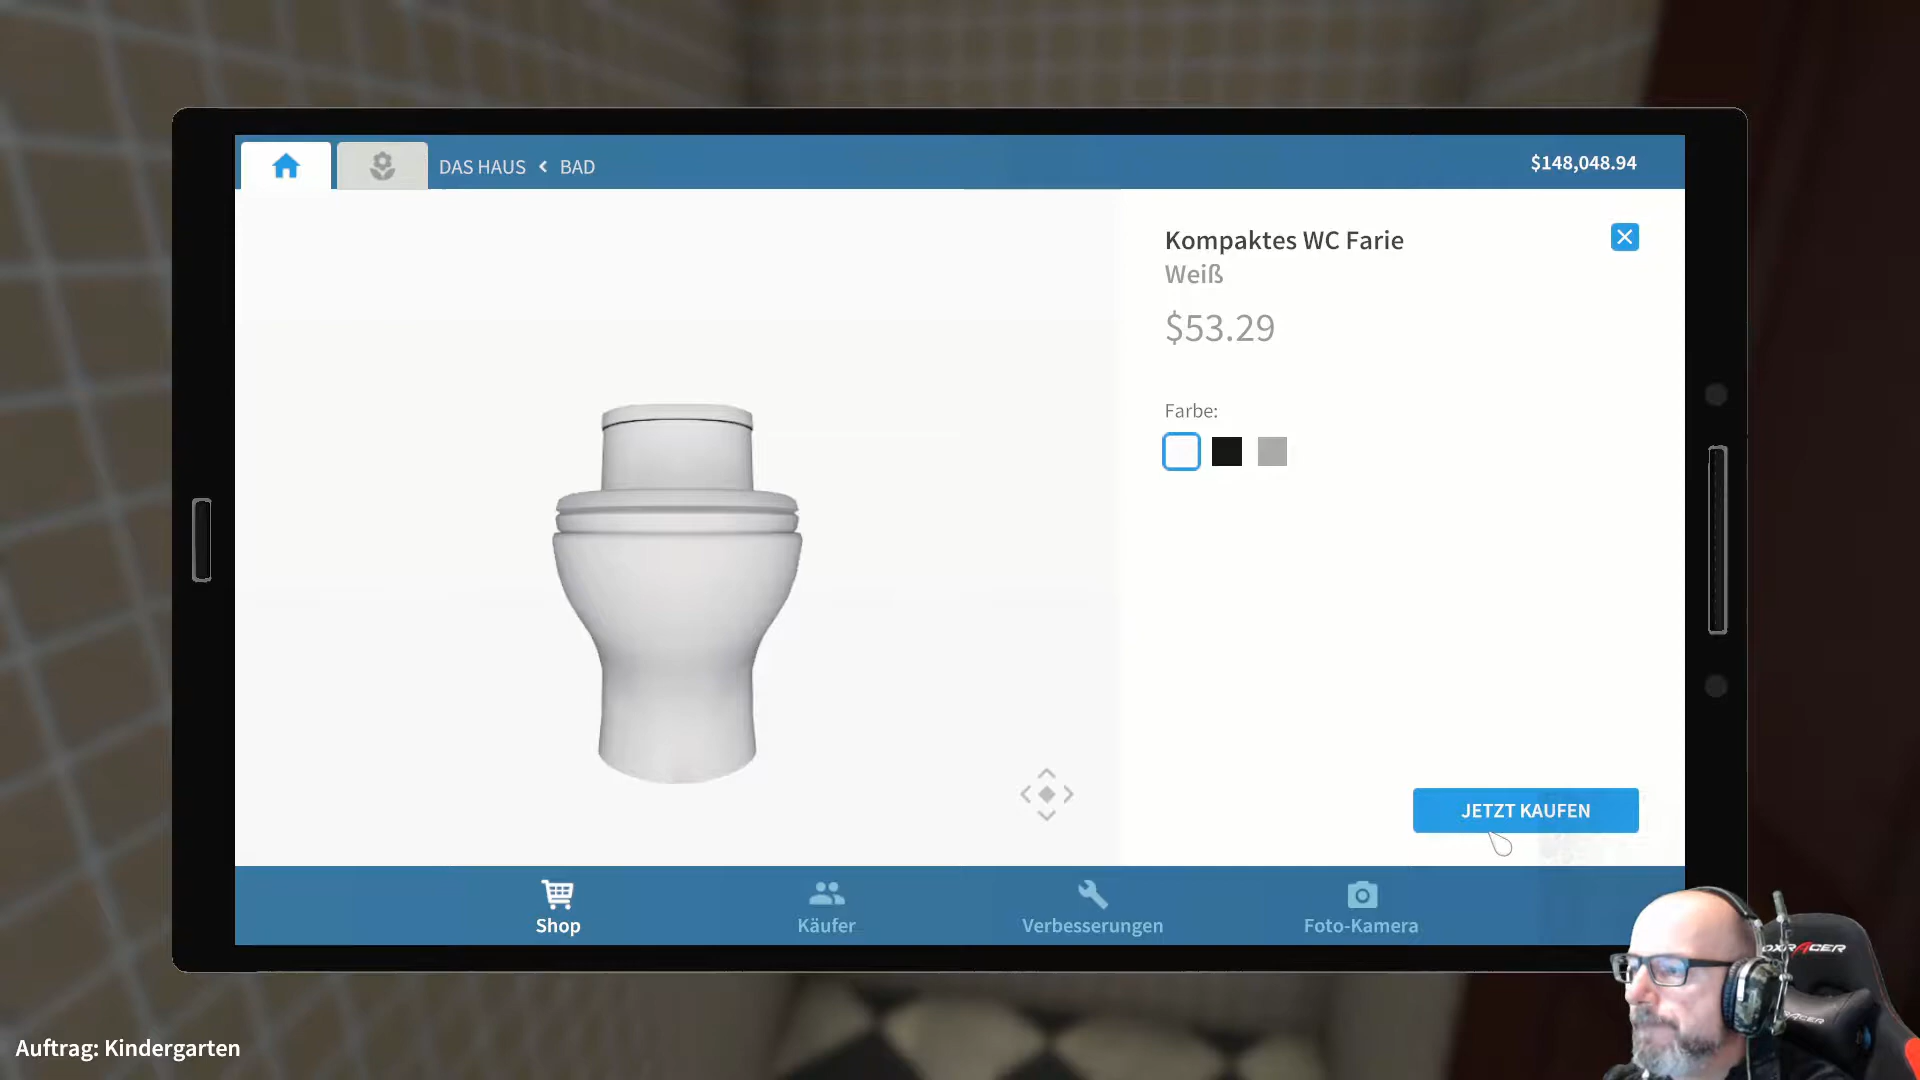 DAS HAUS < BAD
$148,048.94
Kompaktes WC Farie
Weiß
$53.29
Farbe:
JETZT KAUFEN
Shop
Käufer
Verbesserungen
Foto-Kamera
Auftrag: Kindergarten
OXRACER